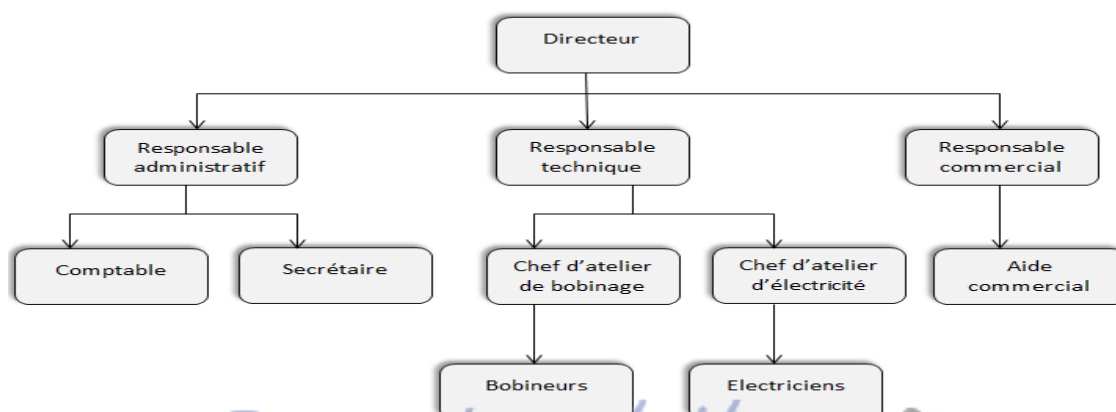 Directeur
Responsable
administratif
Responsable
technique
Responsable
commercial
Comptable
Secrétaire
Chef d’atelier
de bobinage
Chef d’atelier
d’électricité
Aide
commercial
Bobineurs
Electriciens